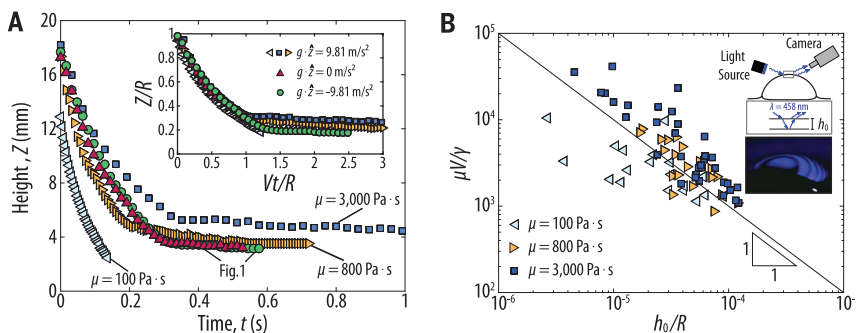 A
B
Height, Z (mm)
20
16
12
8
4
0
0
0.2
0.4
0.6
0.8
1
Time, t (s)
μ = 100 Pa·s
Fig.1
μ = 800 Pa·s
μ = 3,000 Pa·s
Z/R
1
0.8
0.6
0.4
0.2
0
0
0.5
1.0
1.5
2.0
2.5
3
Vt/R
g·ẑ = 9.81 m/s²
g·ẑ = 0 m/s²
g·ẑ = −9.81 m/s²
μV/γ
10⁵
10⁴
10³
10²
10⁻⁶
10⁻⁵
10⁻⁴
10⁻³
h₀/R
μ = 100 Pa·s
μ = 800 Pa·s
μ = 3,000 Pa·s
1
1
Camera
Light
Source
λ = 458 nm
h₀